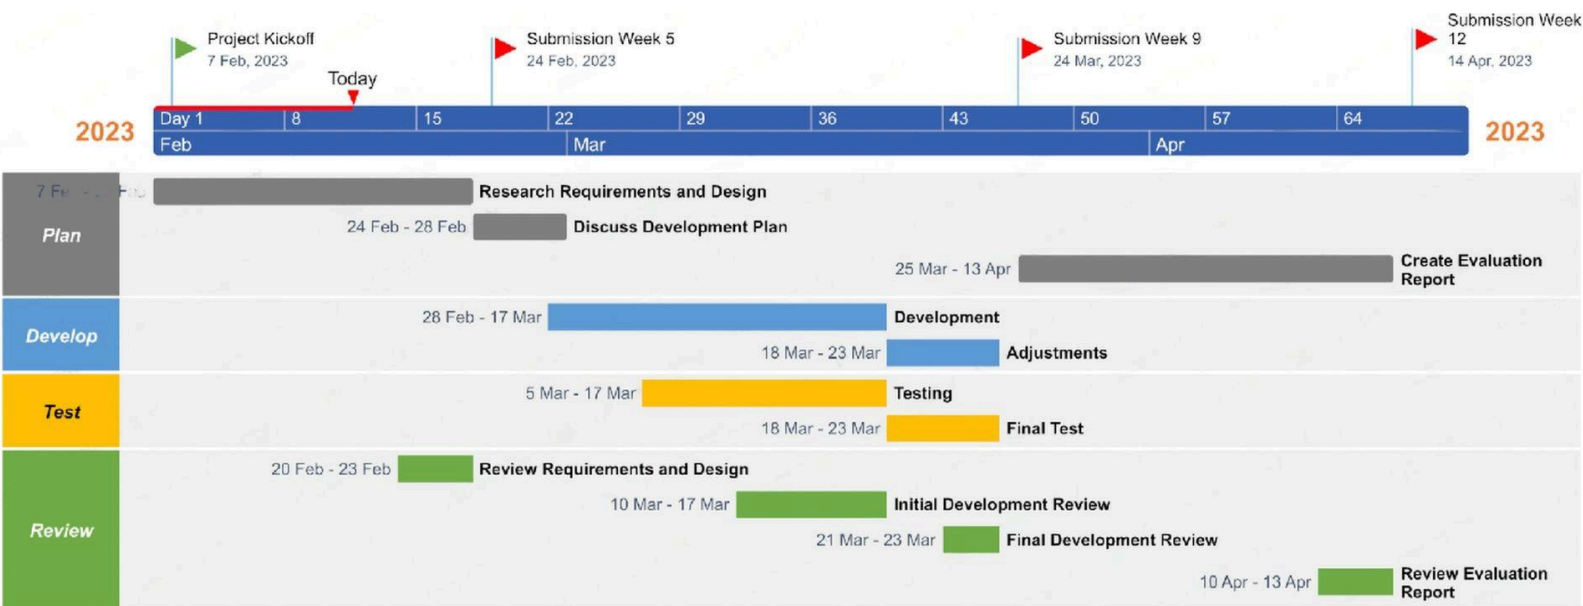 Project Kickoff
7 Feb, 2023
Submission Week 5
24 Feb, 2023
Submission Week 9
24 Mar, 2023
Submission Week
12
14 Apr, 2023
Today
2023
Day 1 8 15 22 29 36 43 50 57 64
Feb Mar Apr
2023
Plan
7 Feb
Research Requirements and Design
24 Feb - 28 Feb Discuss Development Plan
25 Mar - 13 Apr Create Evaluation
Report
Develop
28 Feb - 17 Mar Development
18 Mar - 23 Mar Adjustments
Test
5 Mar - 17 Mar Testing
18 Mar - 23 Mar Final Test
Review
20 Feb - 23 Feb Review Requirements and Design
10 Mar - 17 Mar Initial Development Review
21 Mar - 23 Mar Final Development Review
10 Apr - 13 Apr Review Evaluation
Report